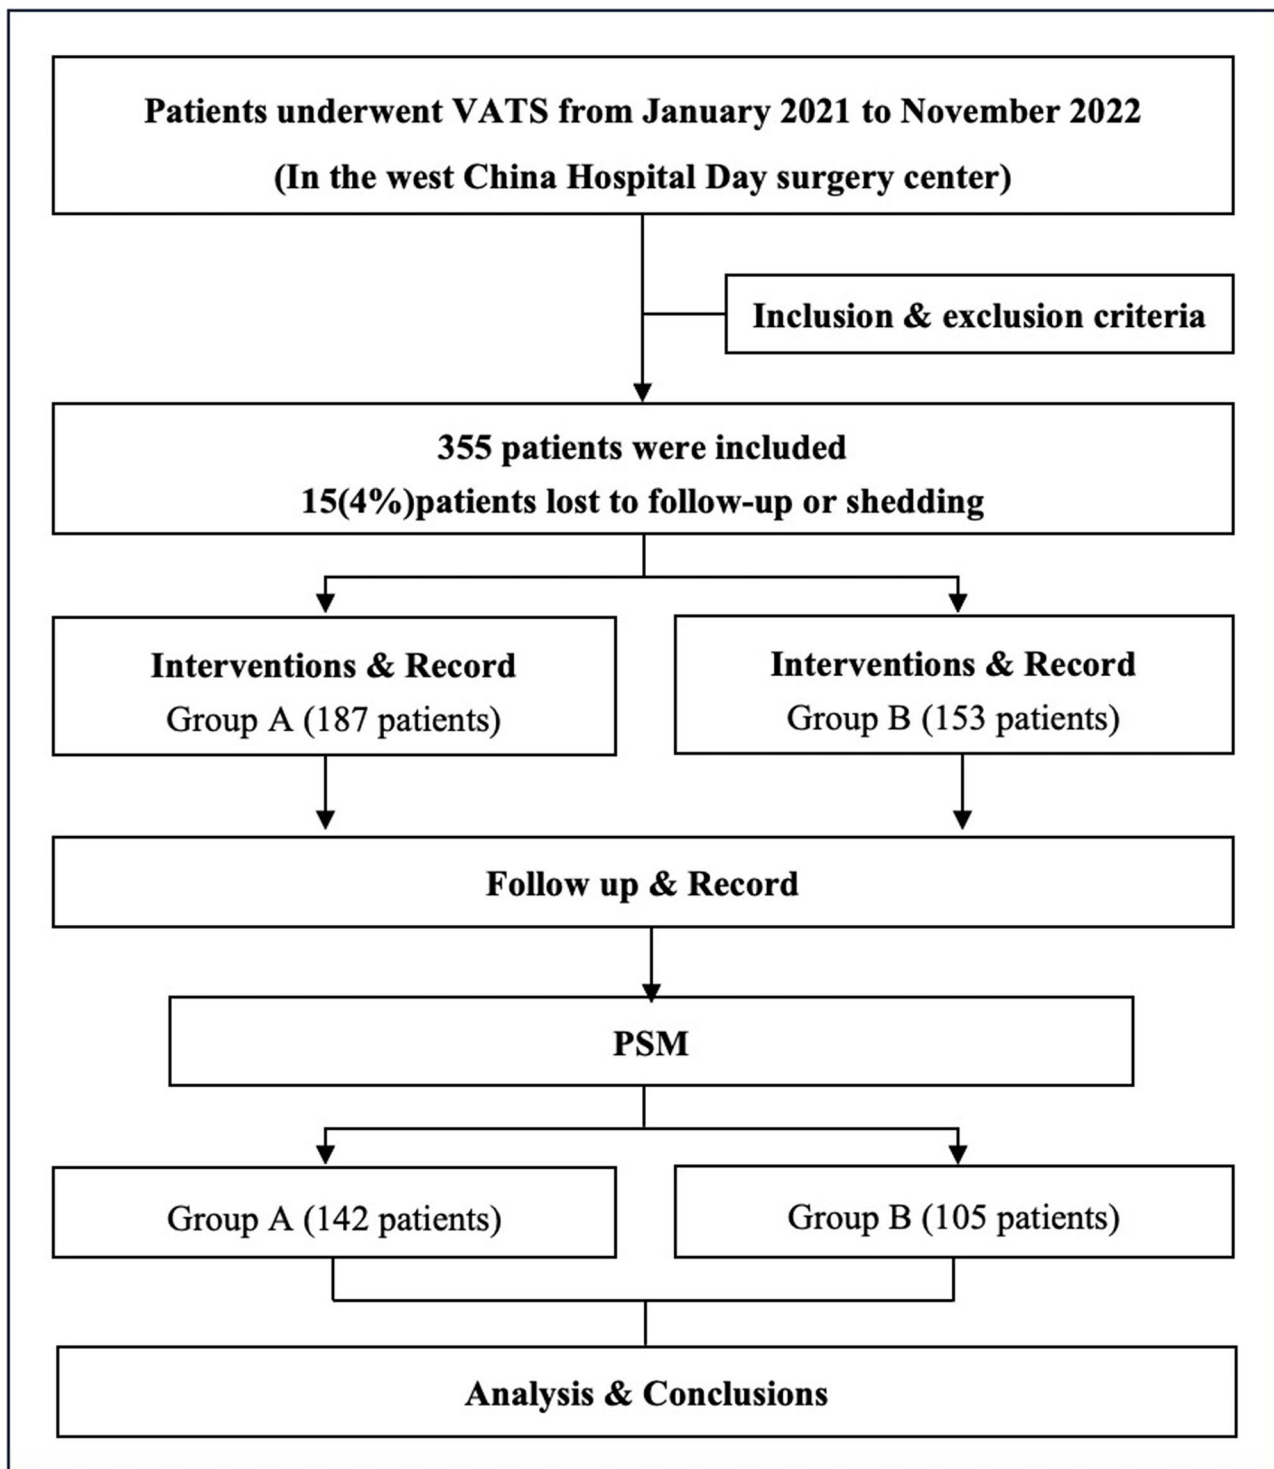 Patients underwent VATS from January 2021 to November 2022
(In the west China Hospital Day surgery center)
Inclusion & exclusion criteria
355 patients were included
15(4%)patients lost to follow-up or shedding
Interventions & Record
Group A (187 patients)
Interventions & Record
Group B (153 patients)
Follow up & Record
PSM
Group A (142 patients)
Group B (105 patients)
Analysis & Conclusions